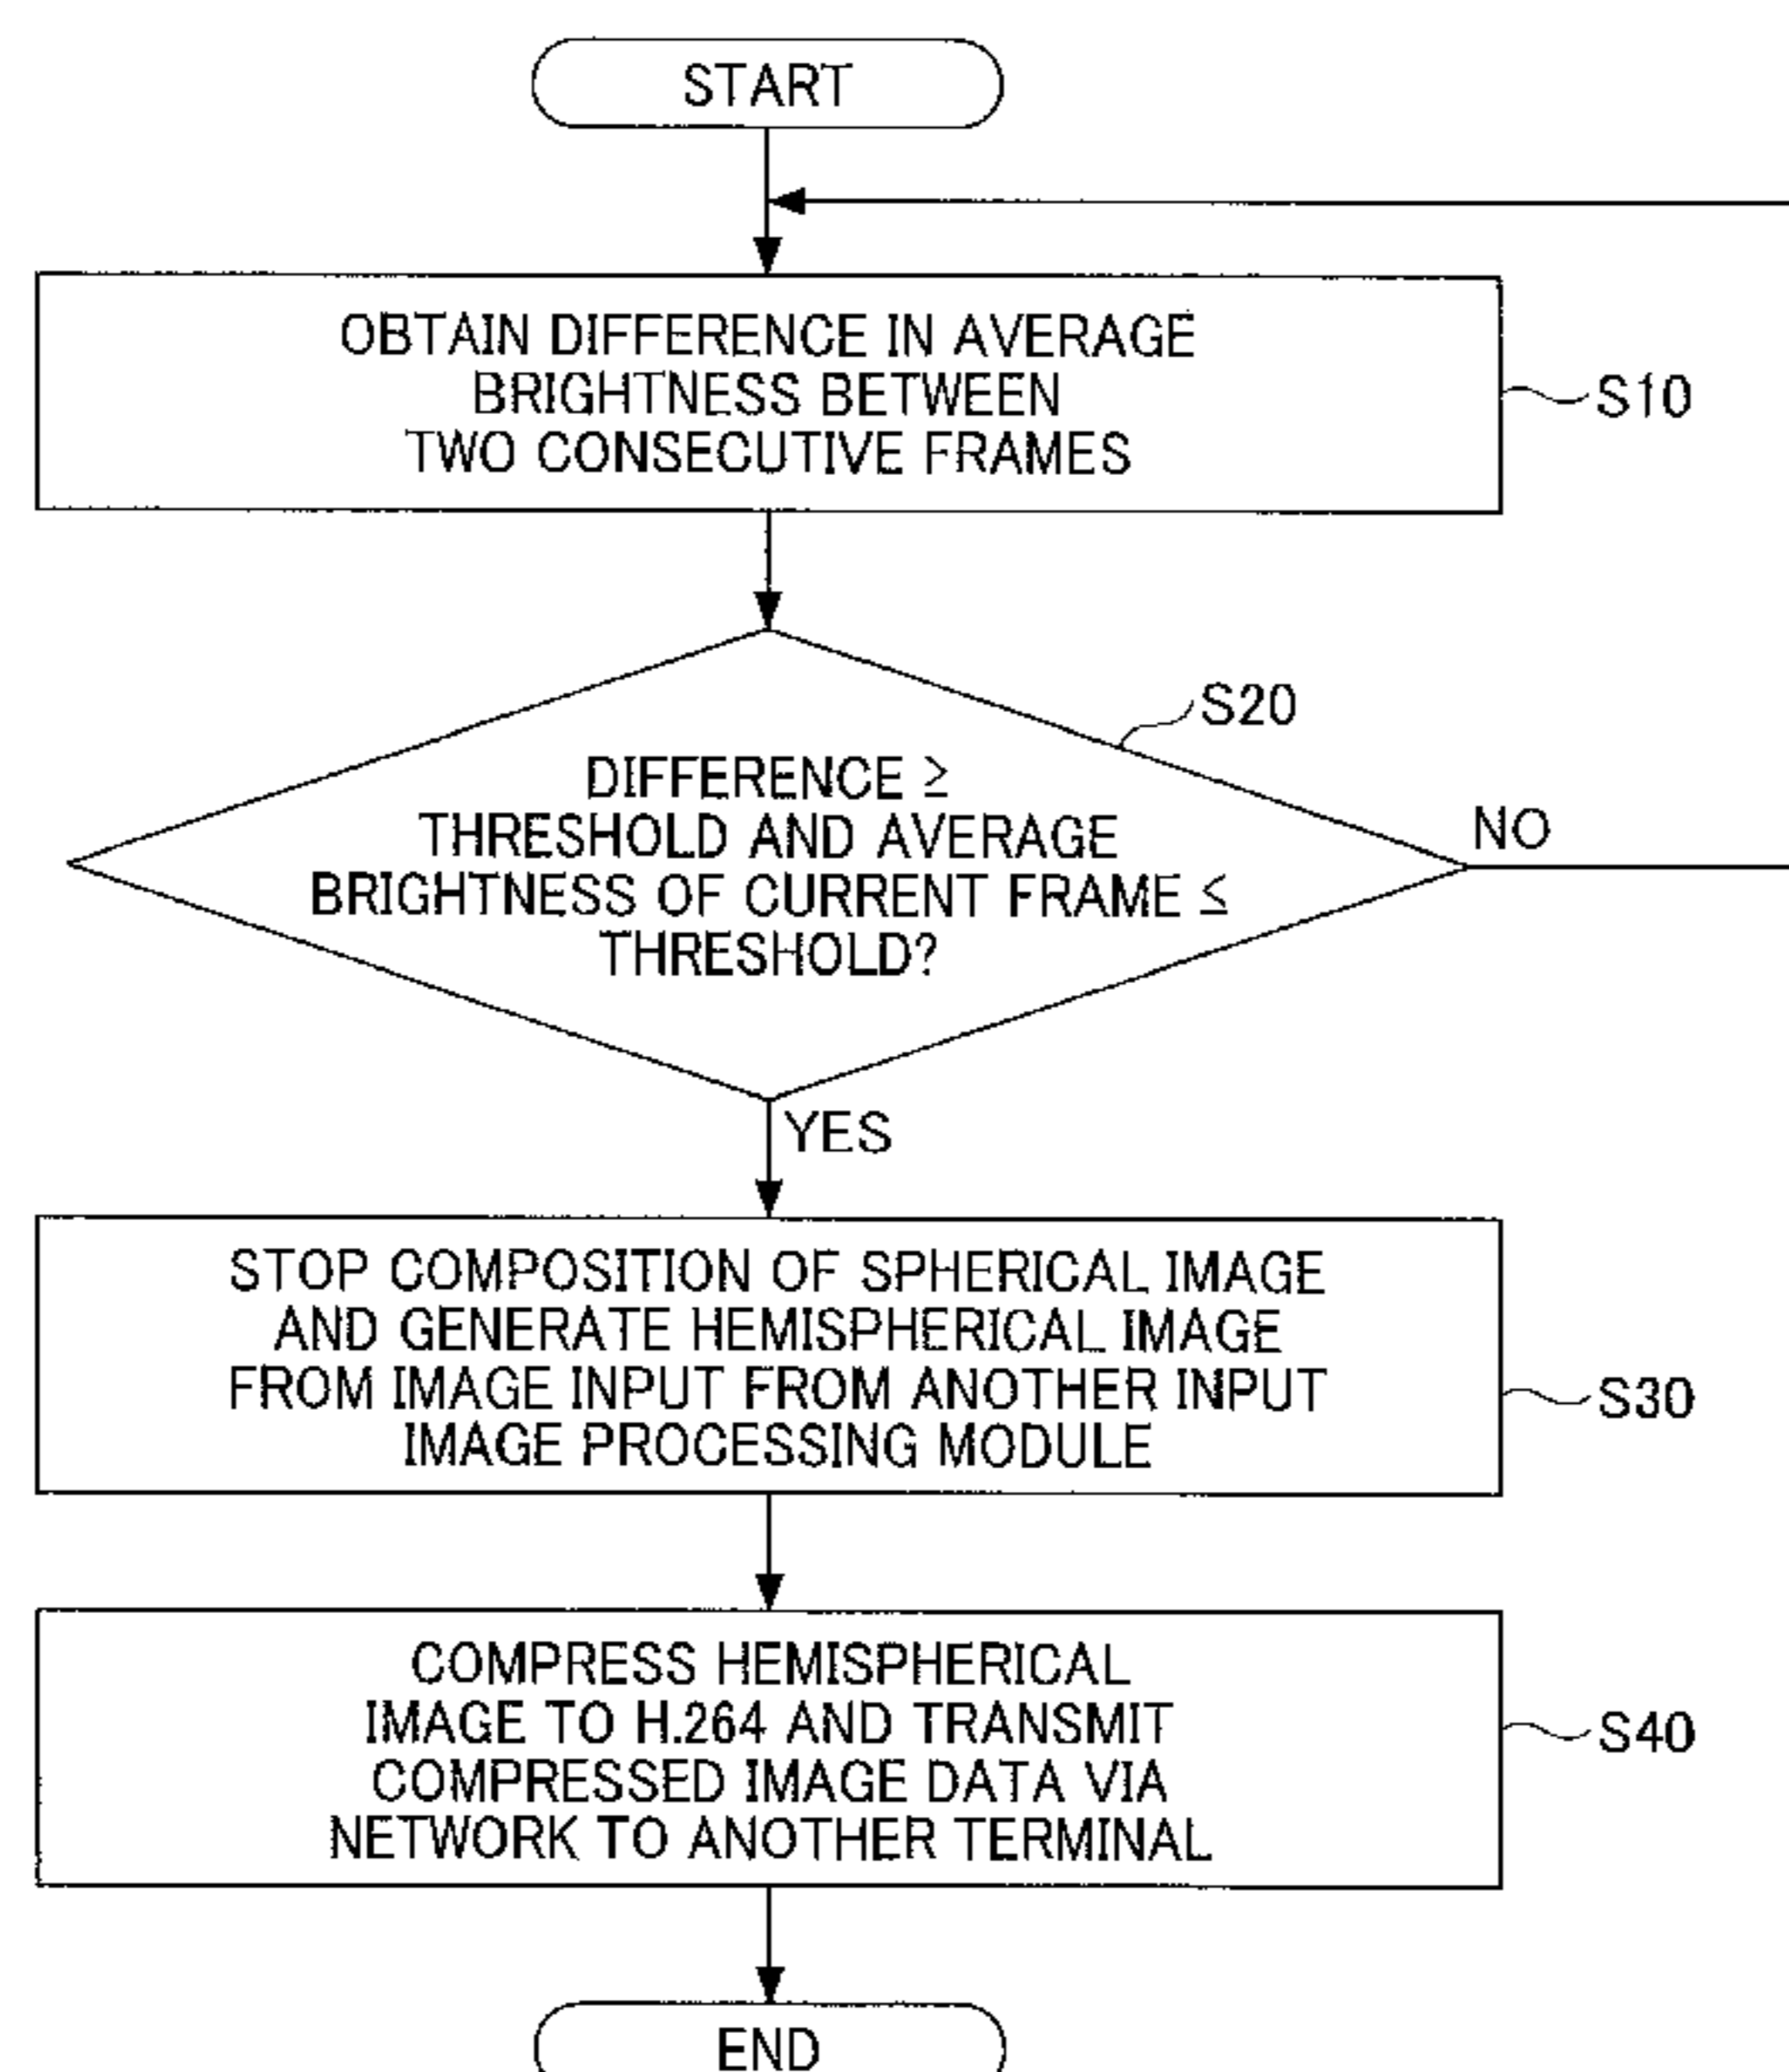 START
OBTAIN DIFFERENCE IN AVERAGE
BRIGHTNESS BETWEEN
TWO CONSECUTIVE FRAMES
S10
S20
DIFFERENCE ≥
THRESHOLD AND AVERAGE
BRIGHTNESS OF CURRENT FRAME ≤
THRESHOLD?
NO
YES
STOP COMPOSITION OF SPHERICAL IMAGE
AND GENERATE HEMISPHERICAL IMAGE
FROM IMAGE INPUT FROM ANOTHER INPUT
IMAGE PROCESSING MODULE
S30
COMPRESS HEMISPHERICAL
IMAGE TO H.264 AND TRANSMIT
COMPRESSED IMAGE DATA VIA
NETWORK TO ANOTHER TERMINAL
S40
END